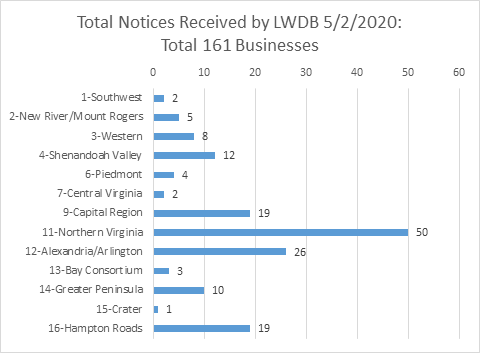 Total Notices Received by LWDB 5/2/2020:
Total 161 Businesses
0 10 20 30 40 50 60
1-Southwest 2
2-New River/Mount Rogers 5
3-Western 8
4-Shenandoah Valley 12
6-Piedmont 4
7-Central Virginia 2
9-Capital Region 19
11-Northern Virginia 50
12-Alexandria/Arlington 26
13-Bay Consortium 3
14-Greater Peninsula 10
15-Crater 1
16-Hampton Roads 19